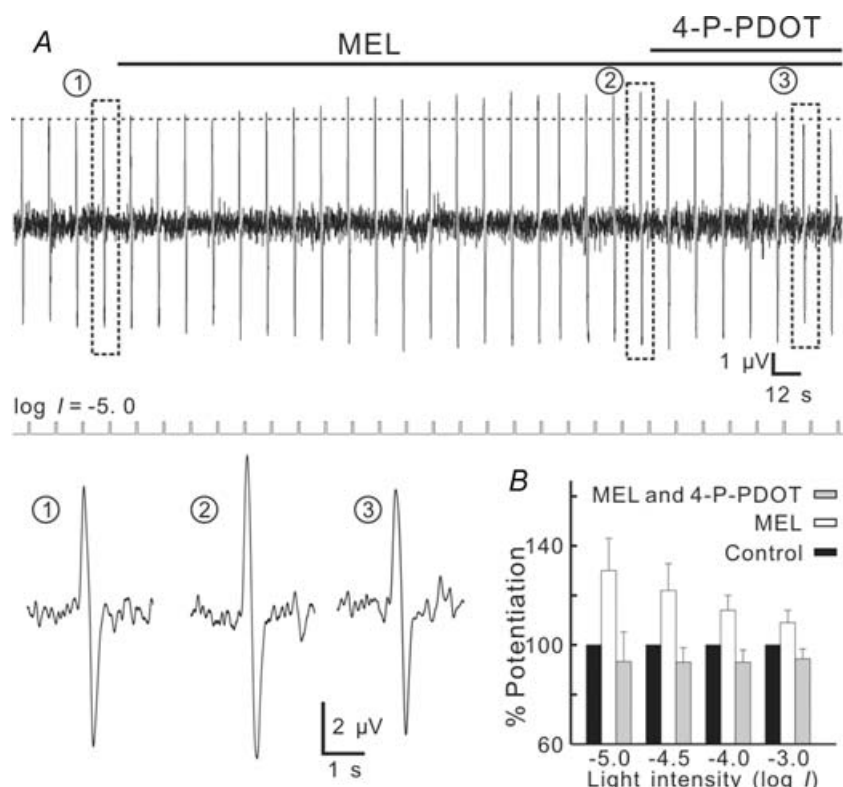 A
MEL
4-P-PDOT
①
②
③
1 μV
12 s
log I = -5. 0
①
②
③
2 μV
1 s
B
MEL and 4-P-PDOT
MEL
Control
% Potentiation
140
100
60
-5.0 -4.5 -4.0 -3.0
Light intensity (log I)